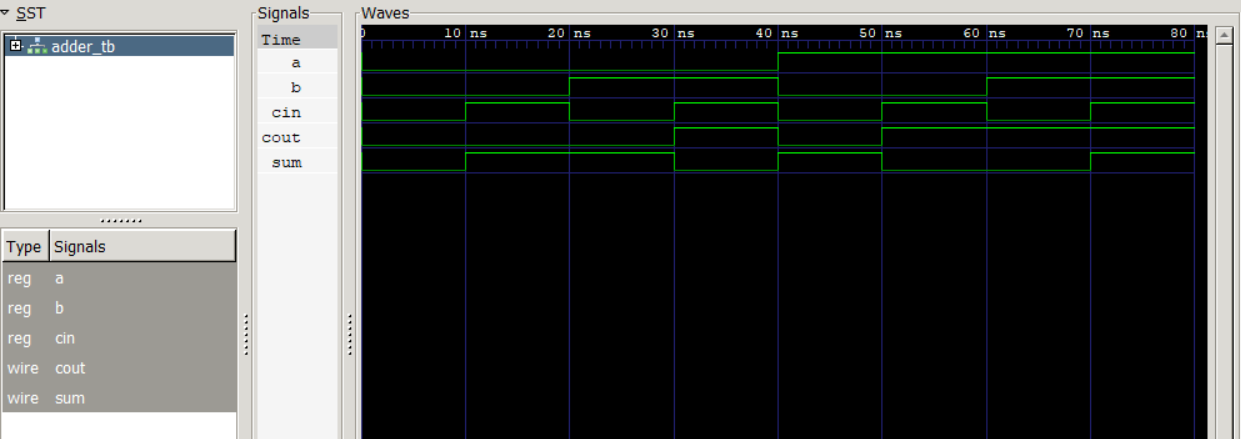 SST
adder_tb
Type Signals
reg a
reg b
reg cin
wire cout
wire sum
Signals
Time
a
b
cin
cout
sum
Waves
0 10 ns 20 ns 30 ns 40 ns 50 ns 60 ns 70 ns 80 n